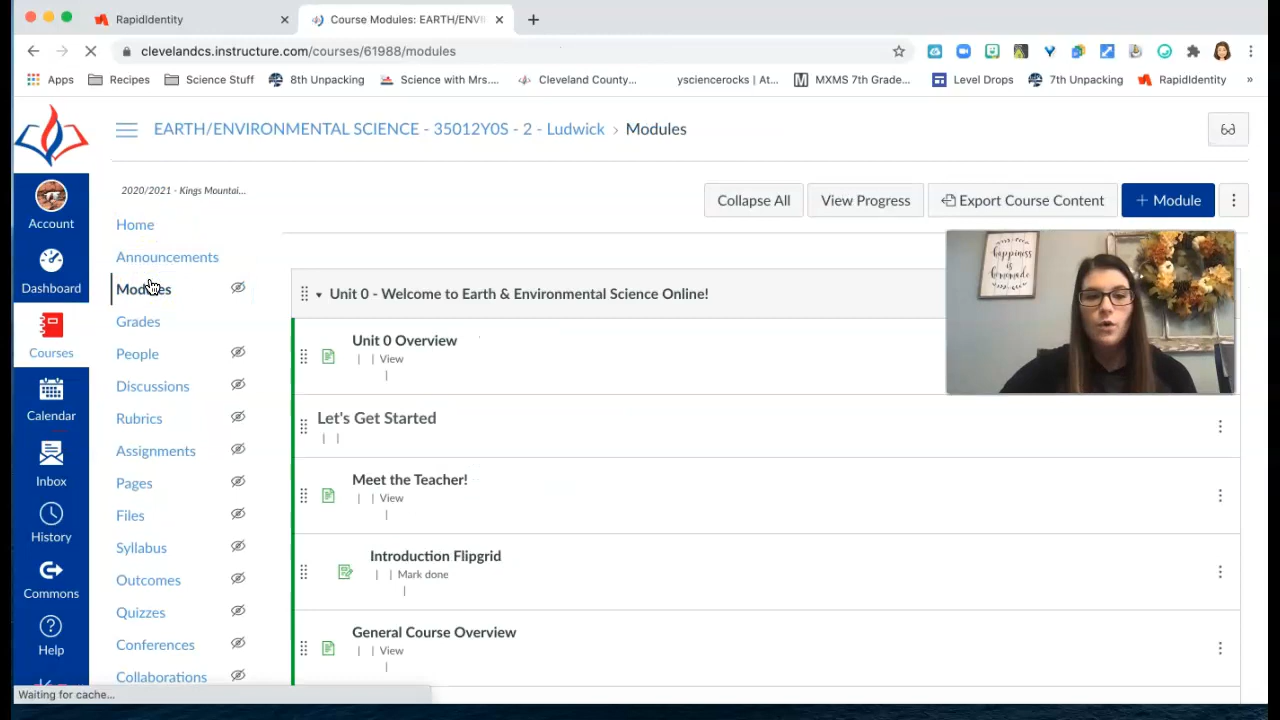 RapidIdentity
Course Modules: EARTH/ENVI
clevelandcs.instructure.com/courses/61988/modules
Apps Recipes Science Stuff 8th Unpacking Science with Mrs.... Cleveland County... ysciencerocks | At... MXMS 7th Grade... Level Drops 7th Unpacking RapidIdentity »
EARTH/ENVIRONMENTAL SCIENCE - 35012Y0S - 2 - Ludwick › Modules
2020/2021 - Kings Mountai...
Collapse All View Progress Export Course Content + Module
Account
Dashboard
Courses
Calendar
Inbox
History
Commons
Help
Home
Announcements
Modules
Grades
People
Discussions
Rubrics
Assignments
Pages
Files
Syllabus
Outcomes
Quizzes
Conferences
Collaborations
Unit 0 - Welcome to Earth & Environmental Science Online!
Unit 0 Overview
| | View
|
Let's Get Started
| |
Meet the Teacher!
| | View
|
Introduction Flipgrid
| | Mark done
|
General Course Overview
| | View
|
happiness
is
homemade
Waiting for cache...